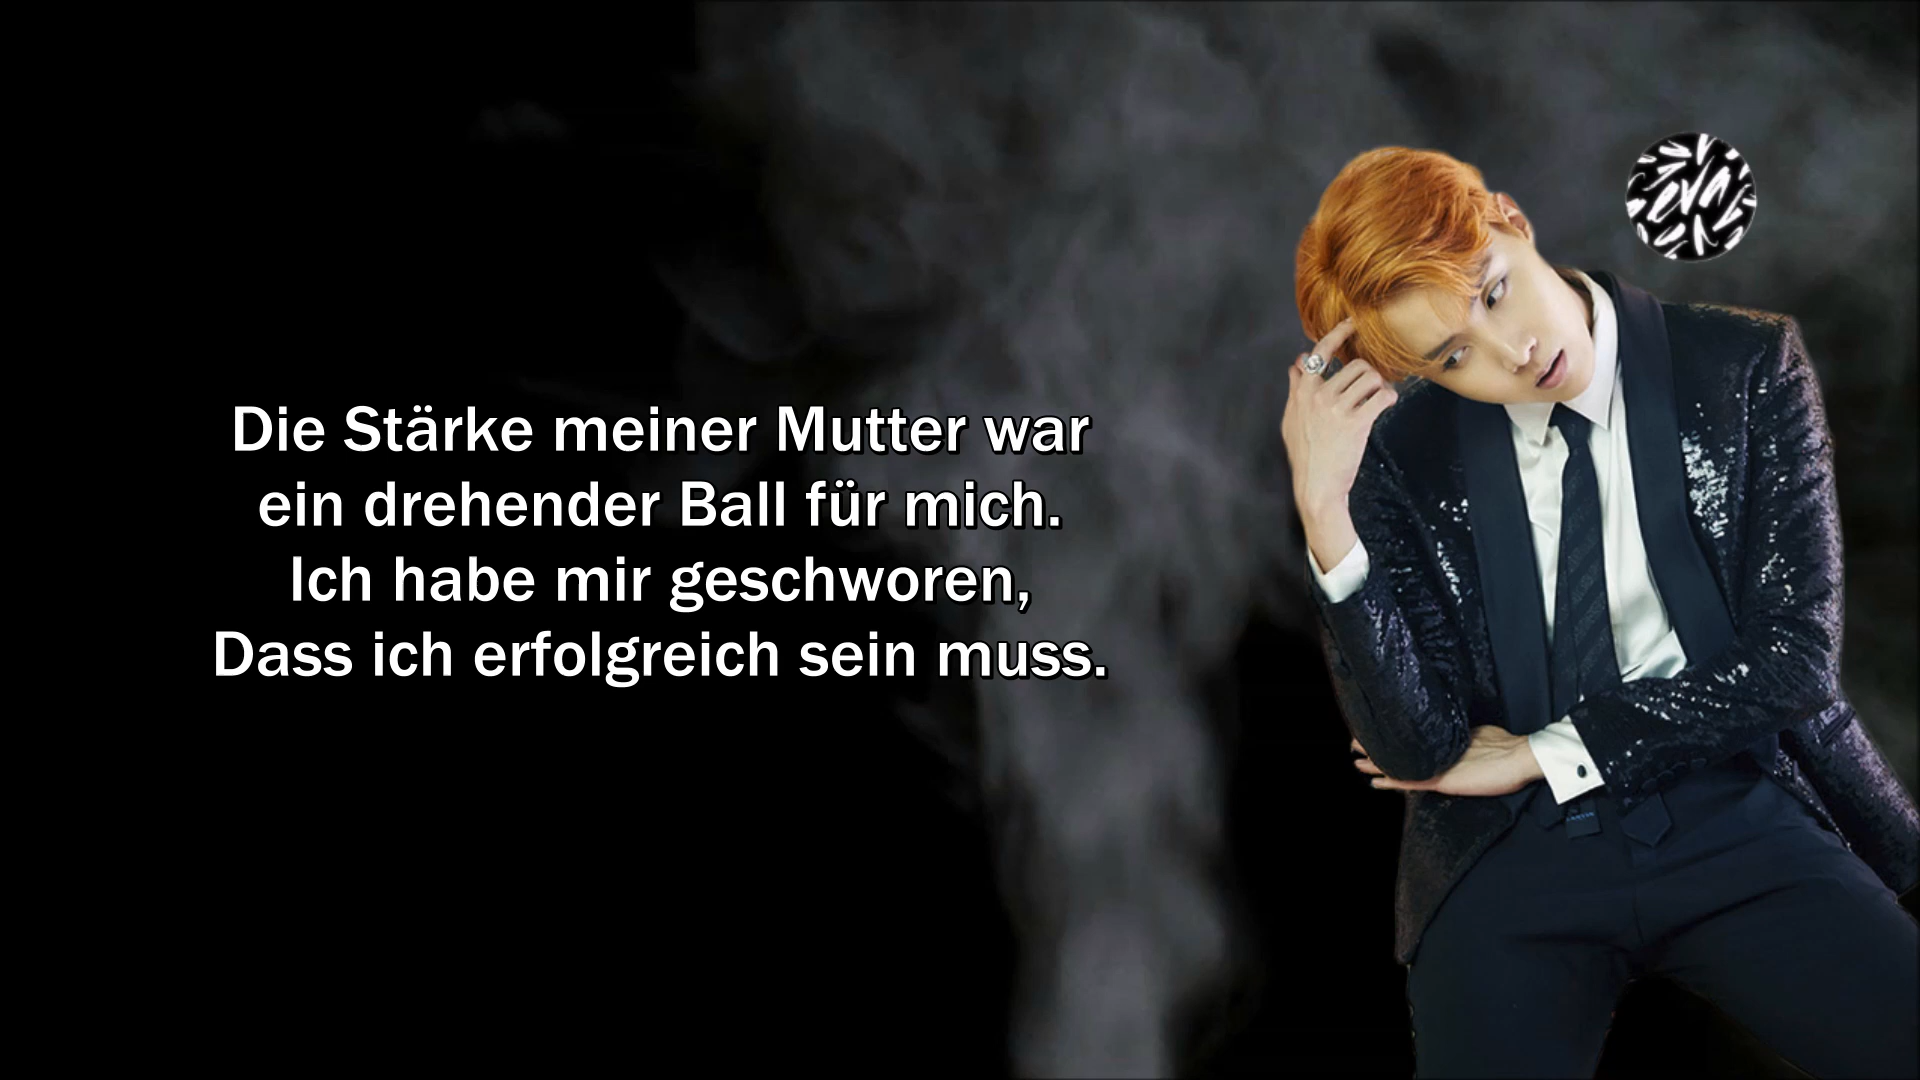 eva
Die Stärke meiner Mutter war
ein drehender Ball für mich.
Ich habe mir geschworen,
Dass ich erfolgreich sein muss.